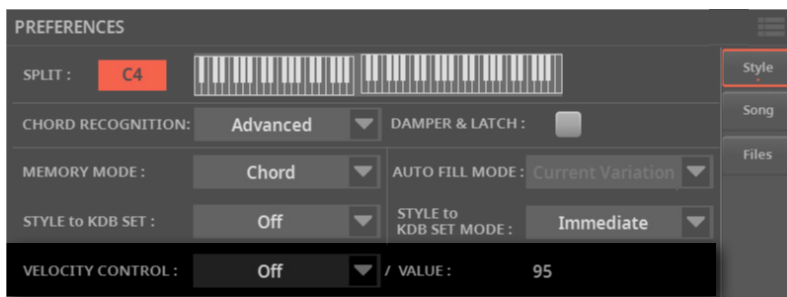 PREFERENCES
SPLIT : C4
Style
CHORD RECOGNITION: Advanced DAMPER & LATCH :
Song
MEMORY MODE : Chord AUTO FILL MODE : Current Variation
Files
STYLE to KDB SET : Off STYLE to
KDB SET MODE : Immediate
VELOCITY CONTROL : Off / VALUE : 95